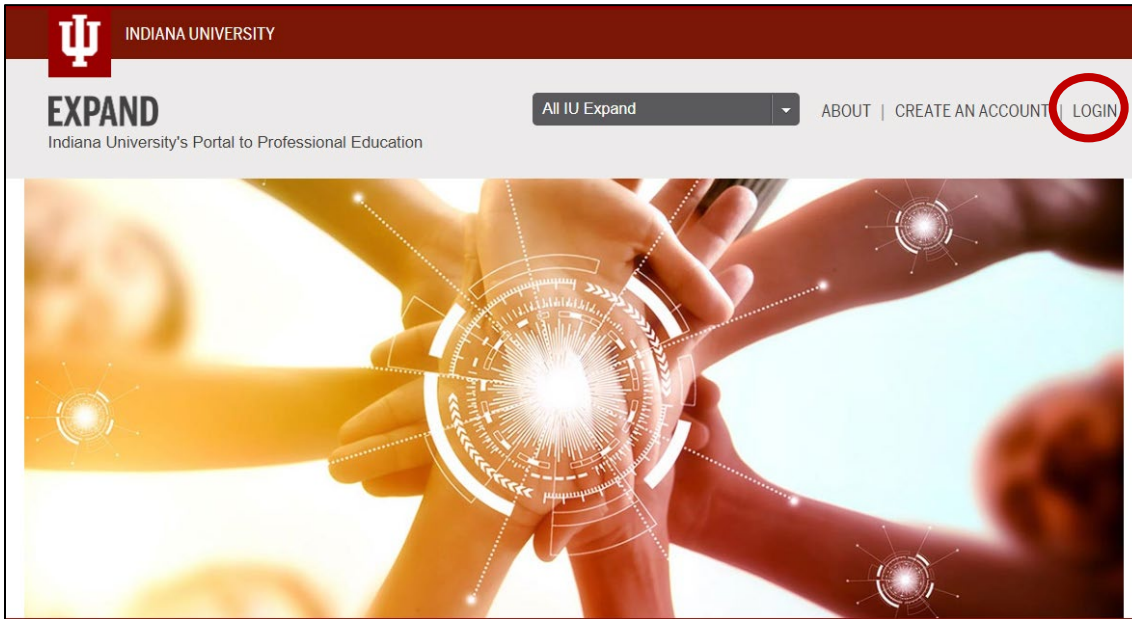 INDIANA UNIVERSITY
EXPAND
Indiana University's Portal to Professional Education
All IU Expand
ABOUT | CREATE AN ACCOUNT | LOGIN